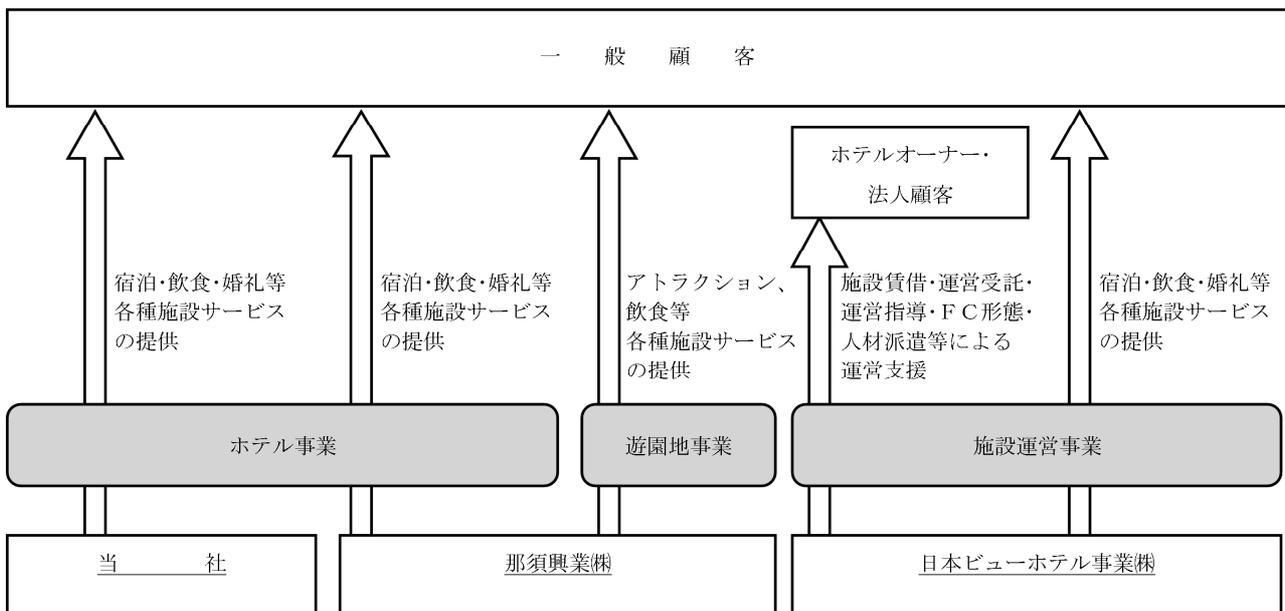 一般顧客
ホテルオーナー・
法人顧客
宿泊・飲食・婚礼等
各種施設サービス
の提供
宿泊・飲食・婚礼等
各種施設サービス
の提供
アトラクション、
飲食等
各種施設サービス
の提供
施設賃借・運営受託・
運営指導・ＦＣ形態・
人材派遣等による
運営支援
宿泊・飲食・婚礼等
各種施設サービス
の提供
ホテル事業
遊園地事業
施設運営事業
当社
那須興業㈱
日本ビューホテル事業㈱